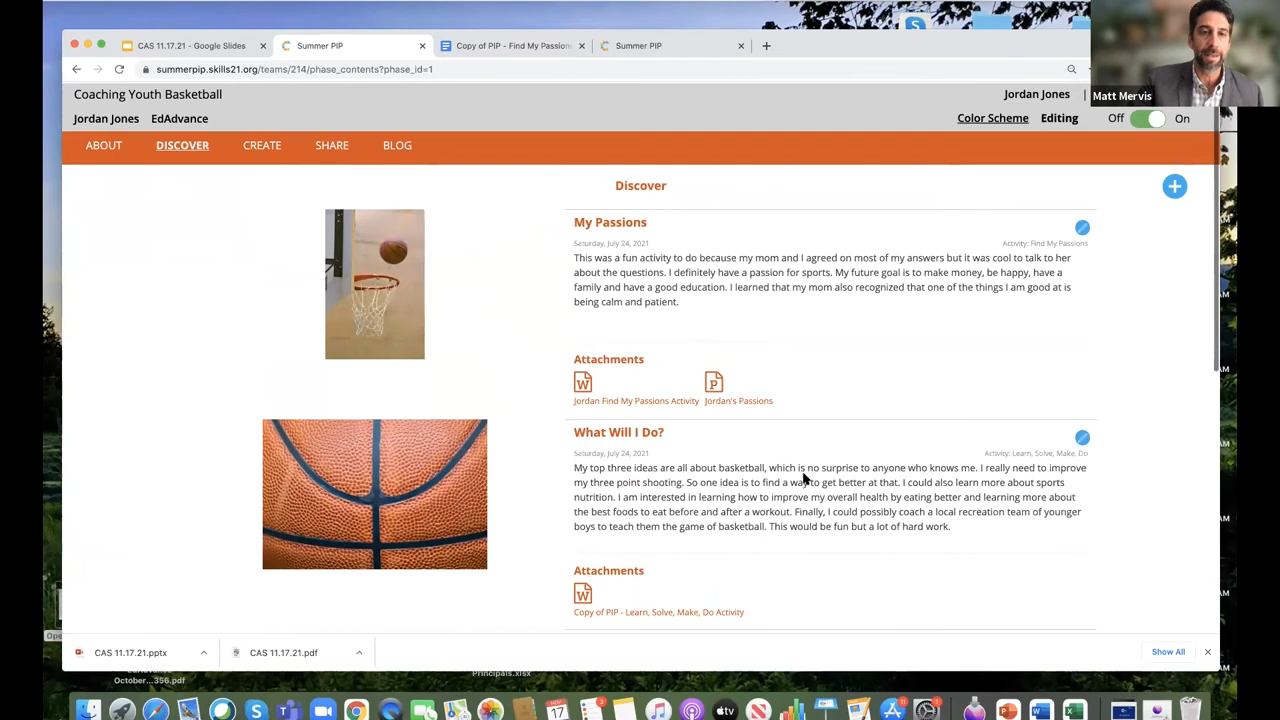 CAS 11.17.21 - Google Slides
Summer PIP
Copy of PIP - Find My Passion
Summer PIP
summerpip.skills21.org/teams/214/phase_contents?phase_id=1
Matt Mervis
Coaching Youth Basketball
Jordan Jones |
Jordan Jones EdAdvance
Color Scheme Editing Off On
ABOUT DISCOVER CREATE SHARE BLOG
Discover
My Passions
Saturday, July 24, 2021 Activity: Find My Passions
This was a fun activity to do because my mom and I agreed on most of my answers but it was cool to talk to her
about the questions. I definitely have a passion for sports. My future goal is to make money, be happy, have a
family and have a good education. I learned that my mom also recognized that one of the things I am good at is
being calm and patient.
Attachments
W P
Jordan Find My Passions Activity Jordan's Passions
What Will I Do?
Saturday, July 24, 2021 Activity: Learn, Solve, Make, Do
My top three ideas are all about basketball, which is no surprise to anyone who knows me. I really need to improve
my three point shooting. So one idea is to find a way to get better at that. I could also learn more about sports
nutrition. I am interested in learning how to improve my overall health by eating better and learning more about
the best foods to eat before and after a workout. Finally, I could possibly coach a local recreation team of younger
boys to teach them the game of basketball. This would be fun but a lot of hard work.
Attachments
W
Copy of PIP - Learn, Solve, Make, Do Activity
CAS 11.17.21.pptx
CAS 11.17.21.pdf
Show All
October...356.pdf
Principals.xlsx
NOV
17
3
tv
11